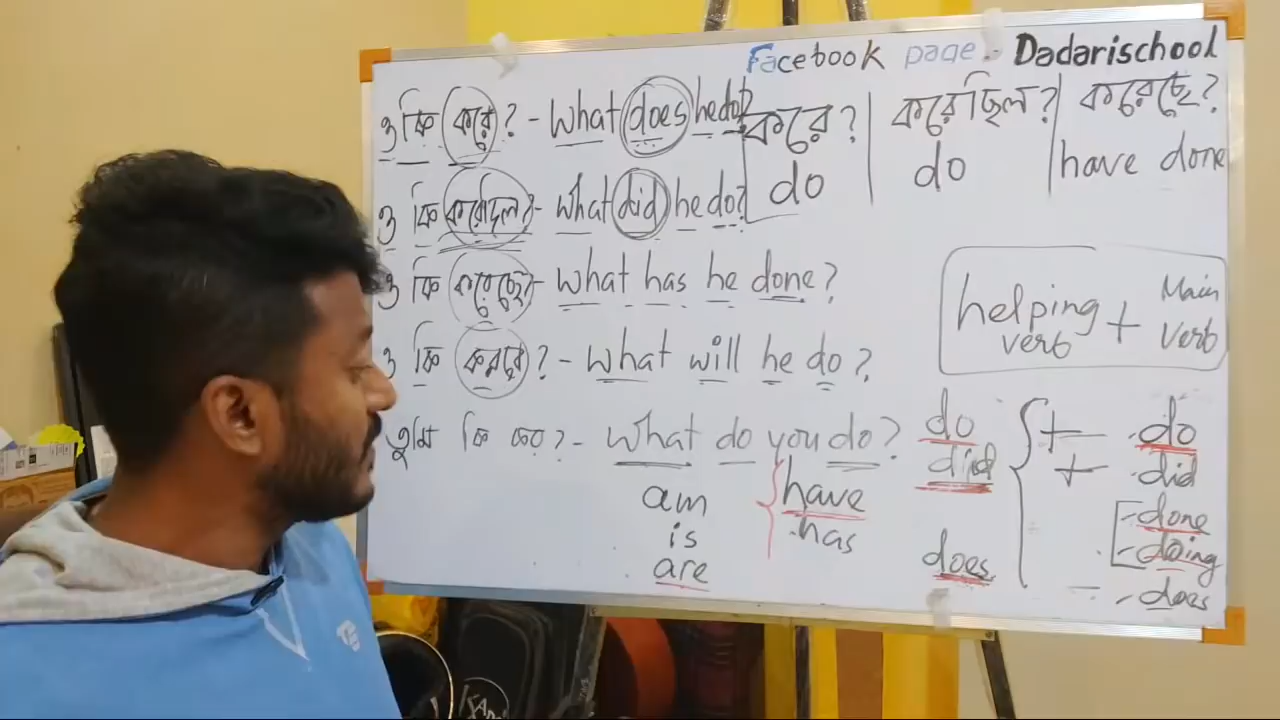 Facebook page:- Dadarischool
ও কি করে? - What does he do?
ও কি করেছিল? - What did he do?
ও কি করেছে? - What has he done?
ও কি করবে? - What will he do?
তুমি কি কর? - What do you do?
am
is
are
have
has
করে?
do
করেছিল?
do
করেছে?
have done
helping verb + Main Verb
do
did
does
+ do
+ did
done
doing
does